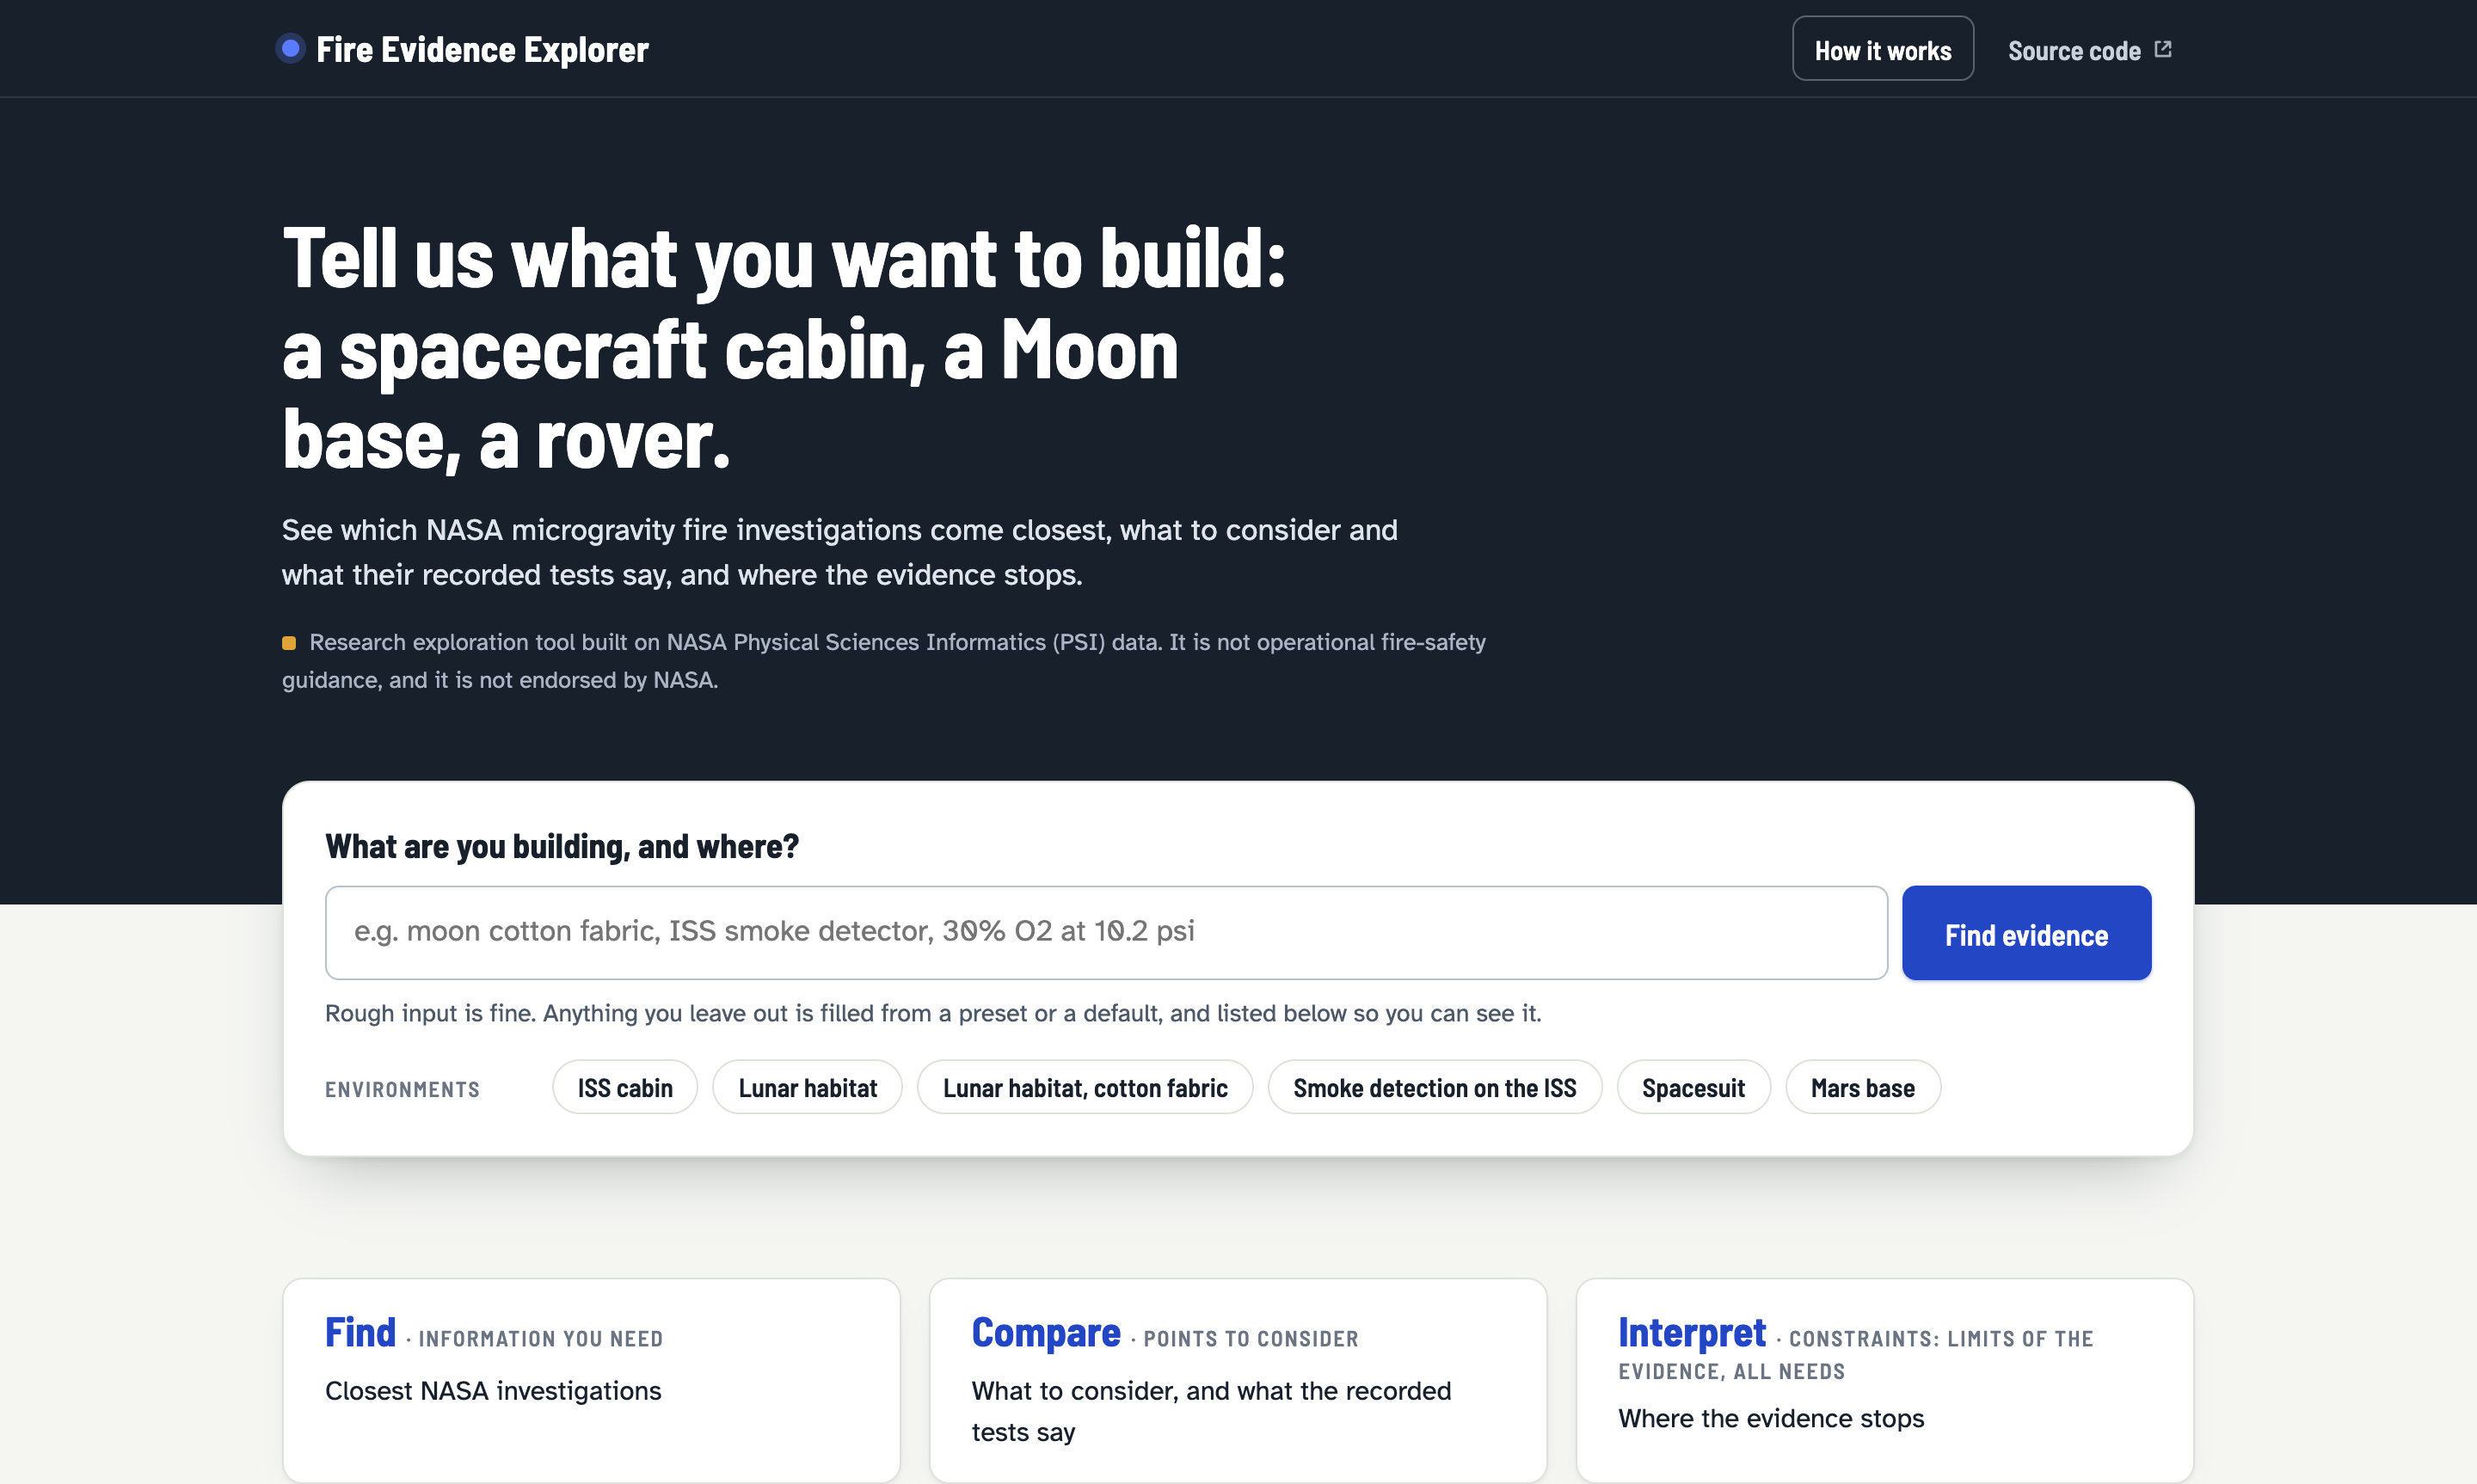 Fire Evidence Explorer
How it works
Source code
Tell us what you want to build:
a spacecraft cabin, a Moon
base, a rover.
See which NASA microgravity fire investigations come closest, what to consider and
what their recorded tests say, and where the evidence stops.
Research exploration tool built on NASA Physical Sciences Informatics (PSI) data. It is not operational fire-safety
guidance, and it is not endorsed by NASA.
What are you building, and where?
e.g. moon cotton fabric, ISS smoke detector, 30% O2 at 10.2 psi
Find evidence
Rough input is fine. Anything you leave out is filled from a preset or a default, and listed below so you can see it.
ENVIRONMENTS
ISS cabin
Lunar habitat
Lunar habitat, cotton fabric
Smoke detection on the ISS
Spacesuit
Mars base
Find · INFORMATION YOU NEED
Closest NASA investigations
Compare · POINTS TO CONSIDER
What to consider, and what the recorded
tests say
Interpret · CONSTRAINTS: LIMITS OF THE
EVIDENCE, ALL NEEDS
Where the evidence stops